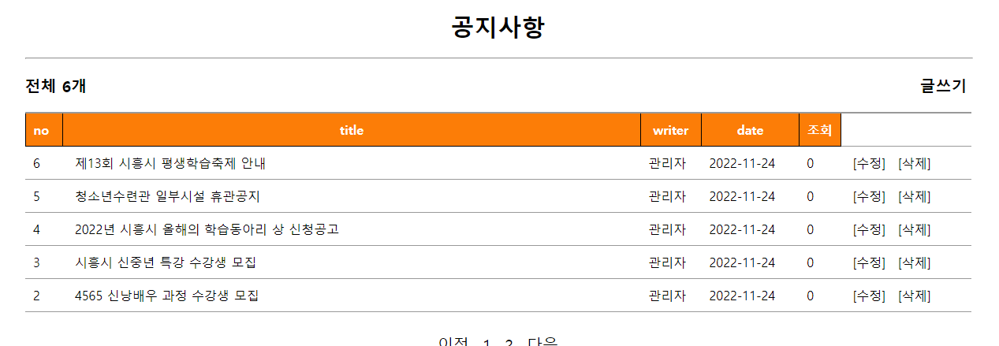 공지사항
전체 6개 글쓰기
no title writer date 조회
6 제13회 시흥시 평생학습축제 안내 관리자 2022-11-24 0 [수정] [삭제]
5 청소년수련관 일부시설 휴관공지 관리자 2022-11-24 0 [수정] [삭제]
4 2022년 시흥시 올해의 학습동아리 상 신청공고 관리자 2022-11-24 0 [수정] [삭제]
3 시흥시 신중년 특강 수강생 모집 관리자 2022-11-24 0 [수정] [삭제]
2 4565 신낭배우 과정 수강생 모집 관리자 2022-11-24 0 [수정] [삭제]
이전 1 2 다음